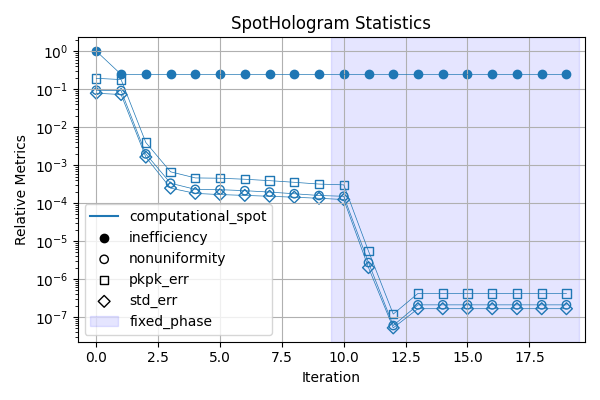 SpotHologram Statistics
Relative Metrics
10⁰
10⁻¹
10⁻²
10⁻³
10⁻⁴
10⁻⁵
10⁻⁶
10⁻⁷
computational_spot
inefficiency
nonuniformity
pkpk_err
std_err
fixed_phase
0.0 2.5 5.0 7.5 10.0 12.5 15.0 17.5
Iteration